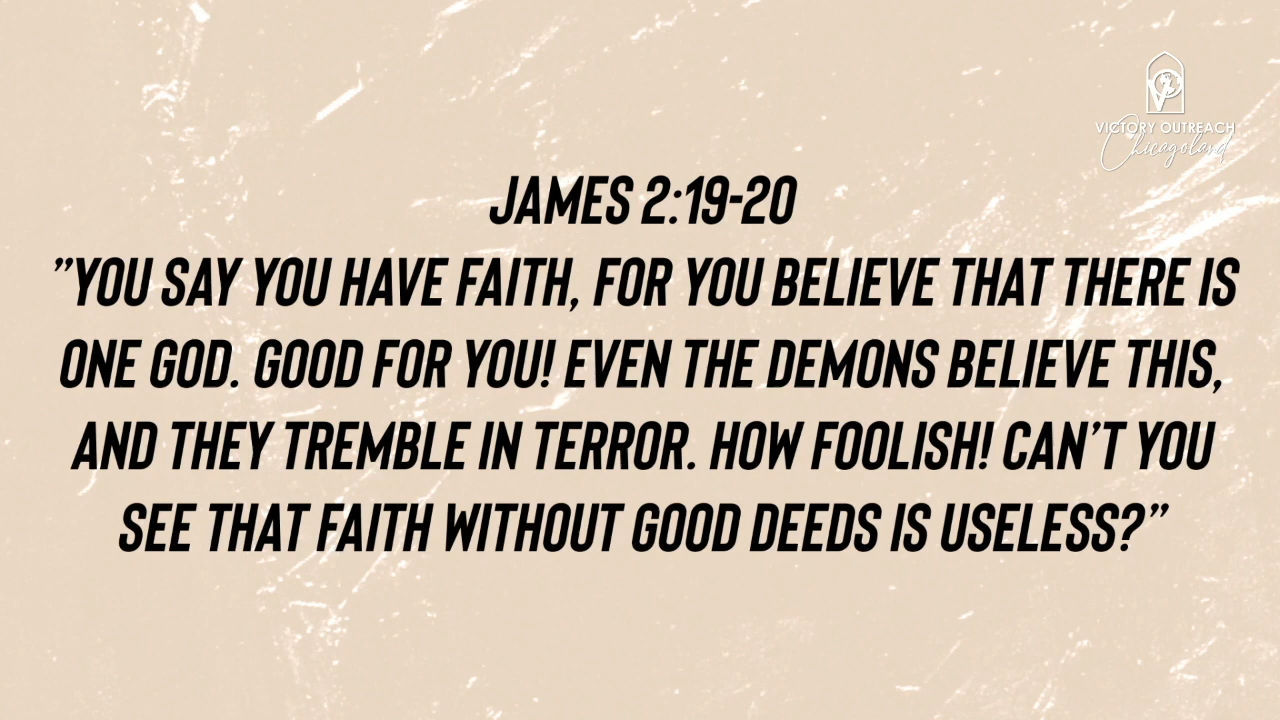 VICTORY OUTREACH
Chicagoland
JAMES 2:19-20
”YOU SAY YOU HAVE FAITH, FOR YOU BELIEVE THAT THERE IS
ONE GOD. GOOD FOR YOU! EVEN THE DEMONS BELIEVE THIS,
AND THEY TREMBLE IN TERROR. HOW FOOLISH! CAN’T YOU
SEE THAT FAITH WITHOUT GOOD DEEDS IS USELESS?”